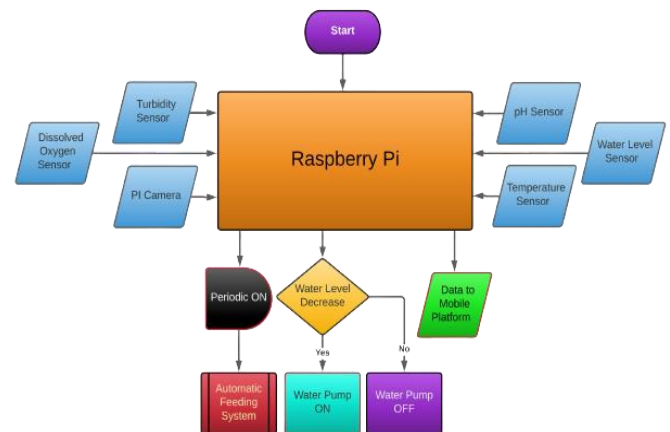 Start
Turbidity
Sensor
pH Sensor
Dissolved
Oxygen
Sensor
Raspberry Pi
Water Level
Sensor
PI Camera
Temperature
Sensor
Periodic ON
Water Level
Decrease
Data to
Mobile
Platform
Yes
No
Automatic
Feeding
System
Water Pump
ON
Water Pump
OFF